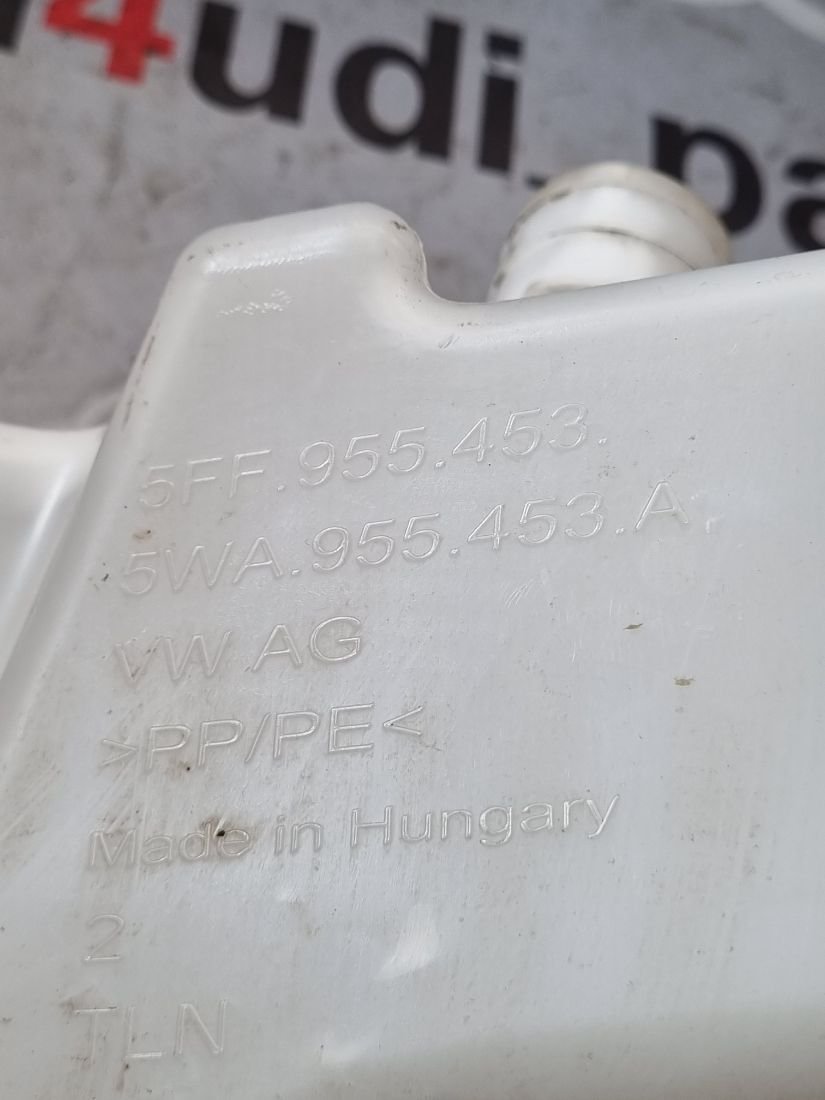 4udi_pa
5FF.955.453.
5WA.955.453.A
VW AG
>PP/PE<
Made in Hungary
2
TLN